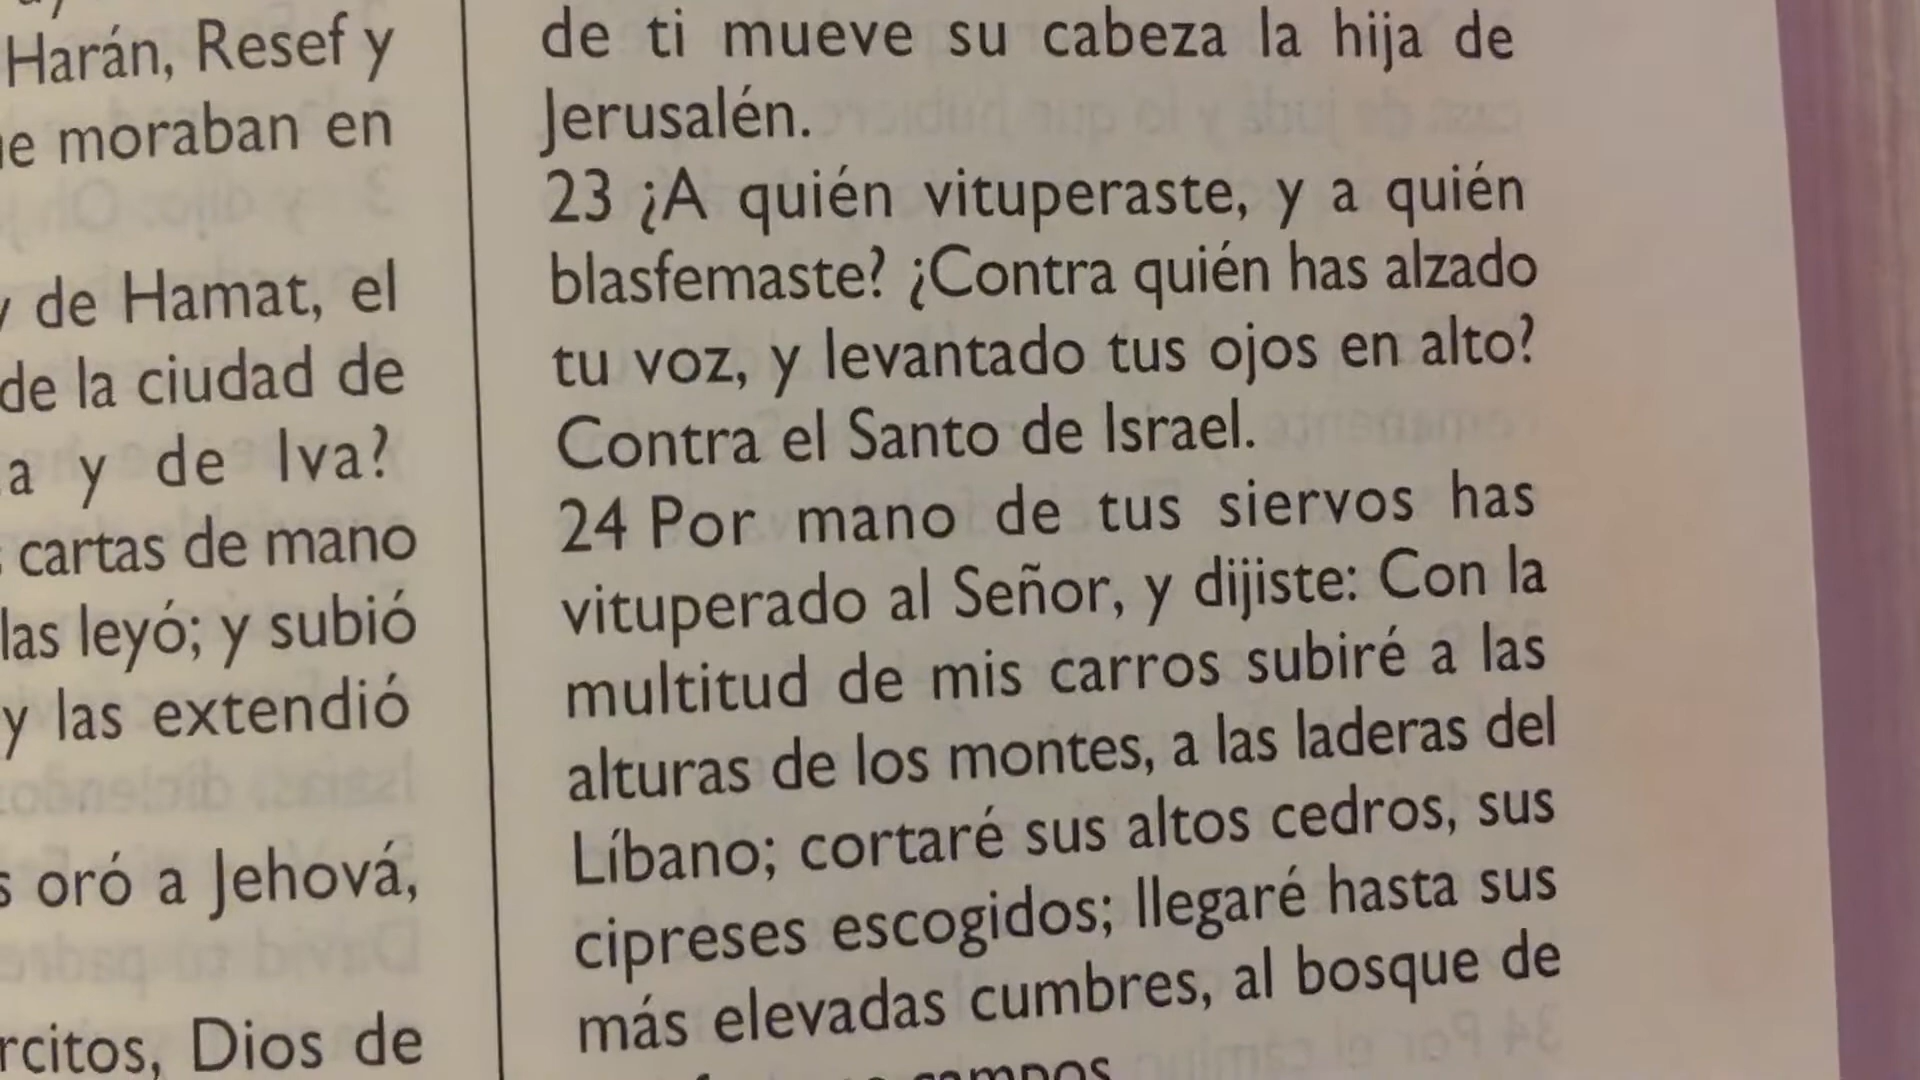 Harán, Resef y
moraban en
de Hamat, el
de la ciudad de
a y de Iva?
cartas de mano
las leyó; y subió
y las extendió
oró a Jehová,
rcitos, Dios de
de ti mueve su cabeza la hija de
Jerusalén.
23 ¿A quién vituperaste, y a quién
blasfemaste? ¿Contra quién has alzado
tu voz, y levantado tus ojos en alto?
Contra el Santo de Israel.
24 Por mano de tus siervos has
vituperado al Señor, y dijiste: Con la
multitud de mis carros subiré a las
alturas de los montes, a las laderas del
Líbano; cortaré sus altos cedros, sus
cipreses escogidos; llegaré hasta sus
más elevadas cumbres, al bosque de
campos.